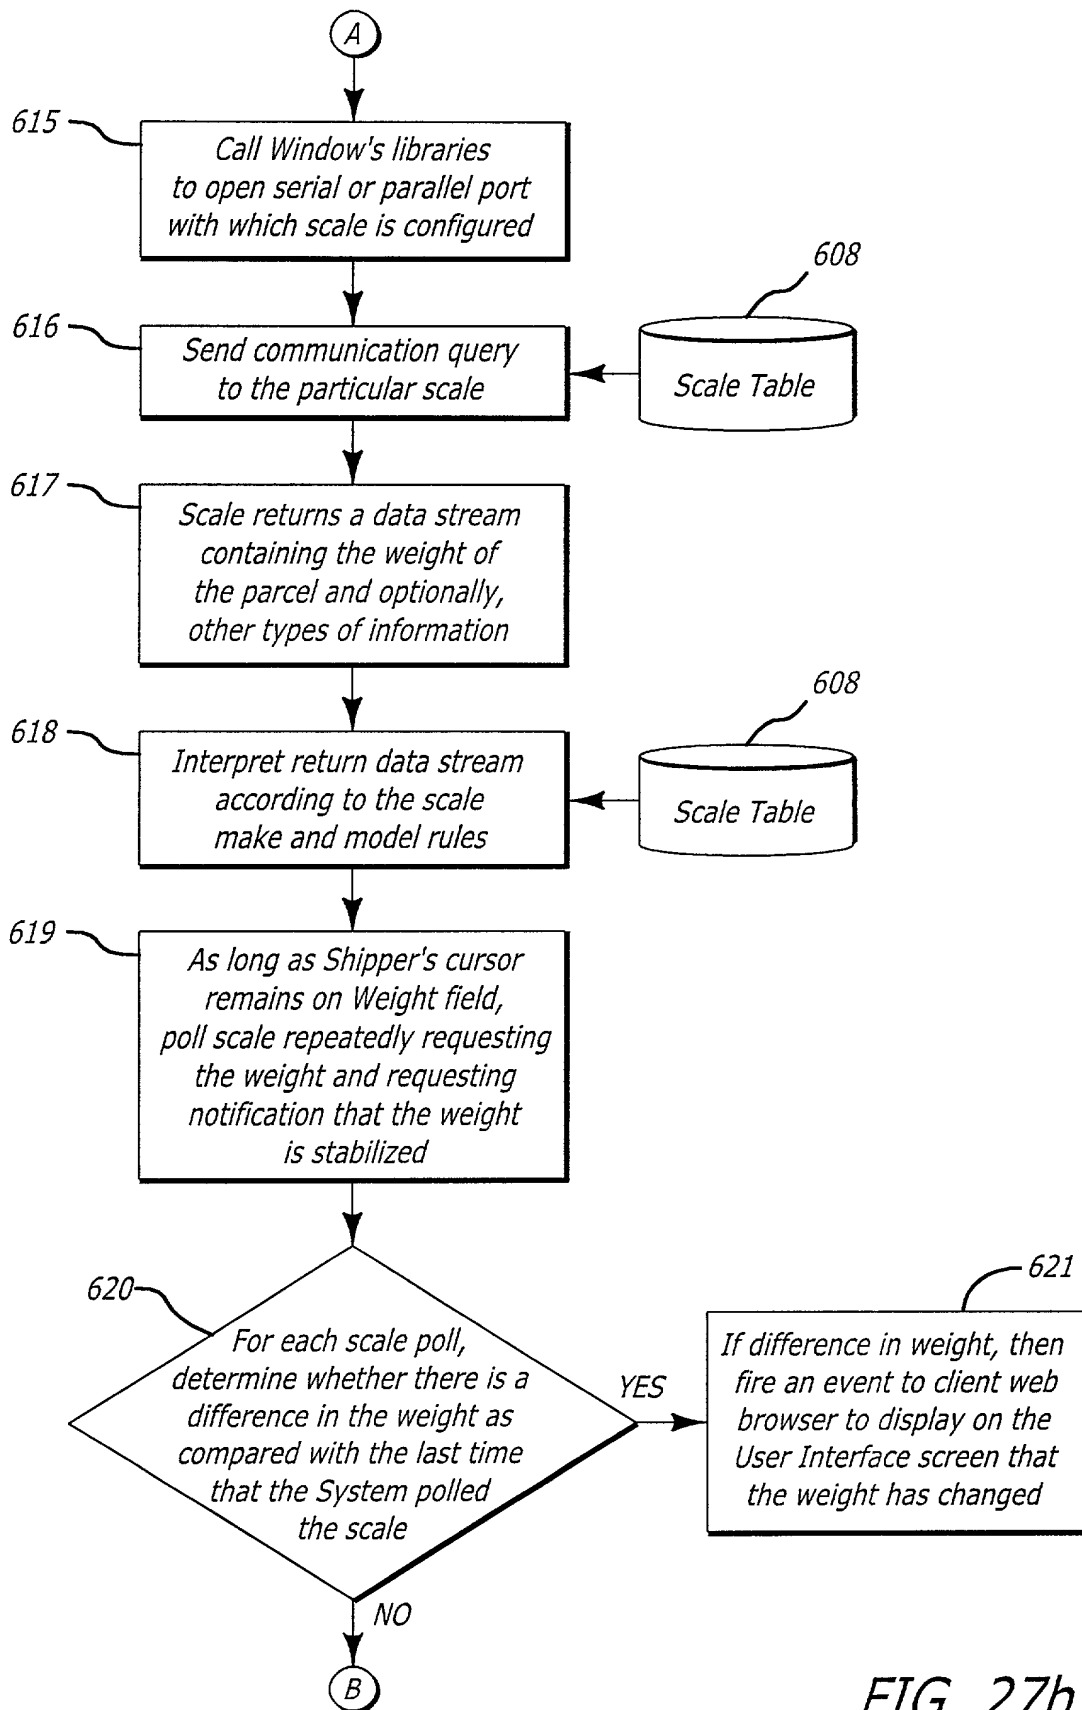 A
615
Call Window's libraries
to open serial or parallel port
with which scale is configured
608
616
Send communication query
to the particular scale
Scale Table
617
Scale returns a data stream
containing the weight of
the parcel and optionally,
other types of information
608
618
Interpret return data stream
according to the scale
make and model rules
Scale Table
619
As long as Shipper's cursor
remains on Weight field,
poll scale repeatedly requesting
the weight and requesting
notification that the weight
is stabilized
620
For each scale poll,
determine whether there is a
difference in the weight as
compared with the last time
that the System polled
the scale
YES
621
If difference in weight, then
fire an event to client web
browser to display on the
User Interface screen that
the weight has changed
NO
B
FIG. 27b